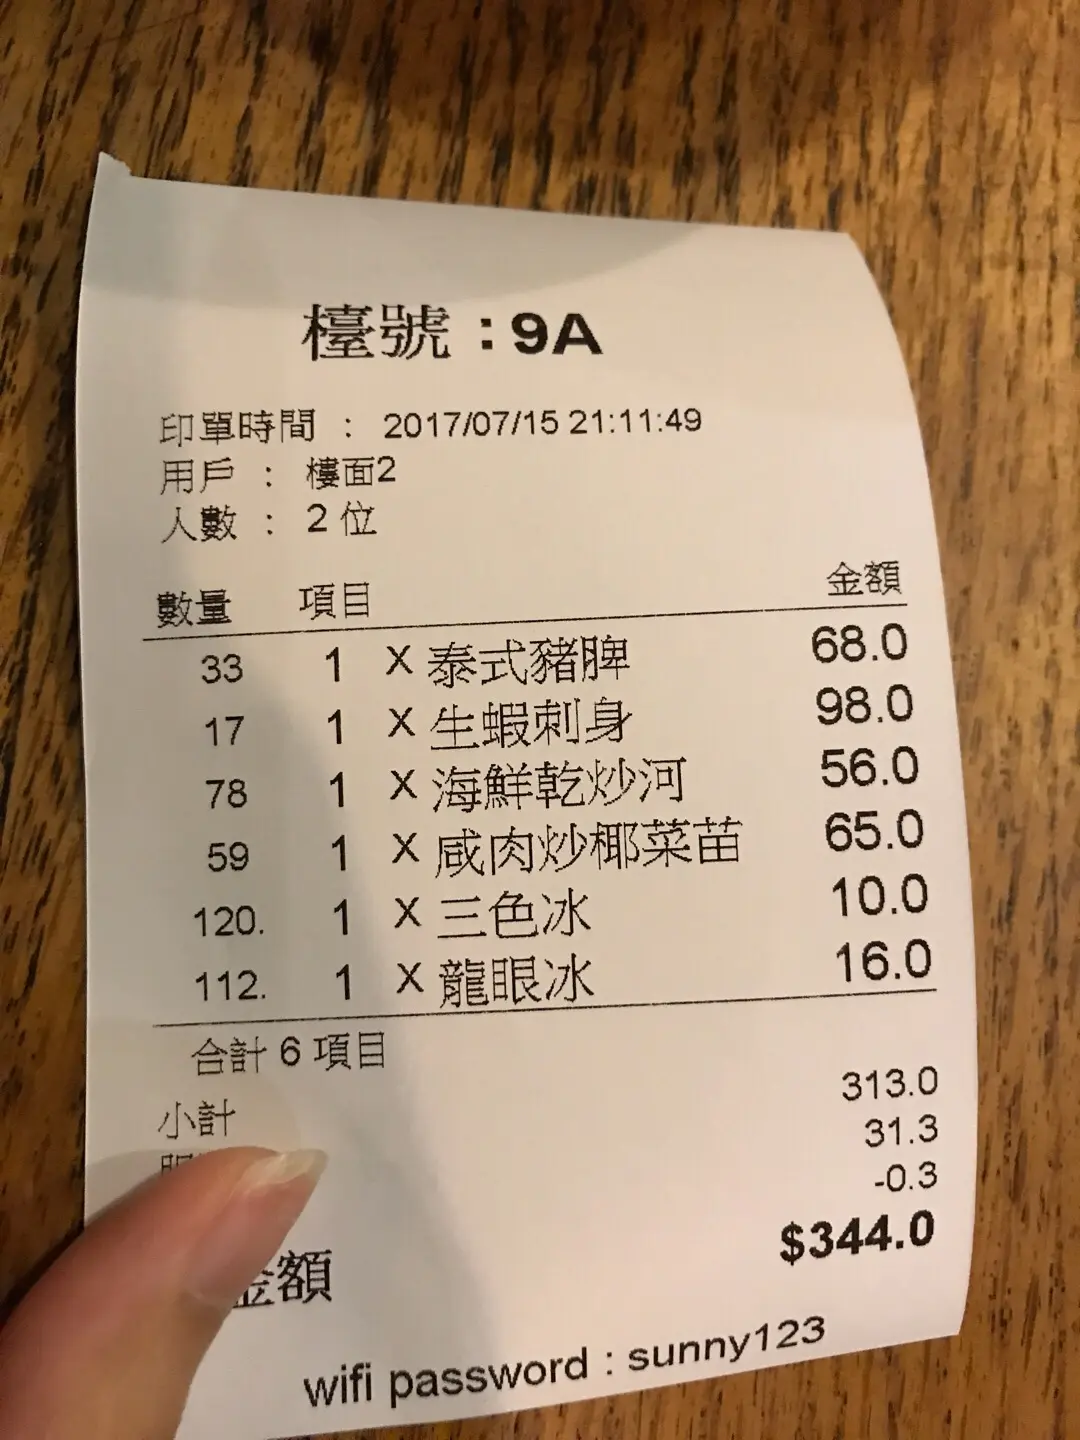 檯號 : 9A
印單時間 : 2017/07/15 21:11:49
用戶 : 樓面2
人數 : 2 位
數量 項目 金額
33 1 X 泰式豬脾 68.0
17 1 X 生蝦刺身 98.0
78 1 X 海鮮乾炒河 56.0
59 1 X 咸肉炒椰菜苗 65.0
120. 1 X 三色冰 10.0
112. 1 X 龍眼冰 16.0
合計 6 項目
小計 313.0
31.3
-0.3
金額 $344.0
wifi password : sunny123